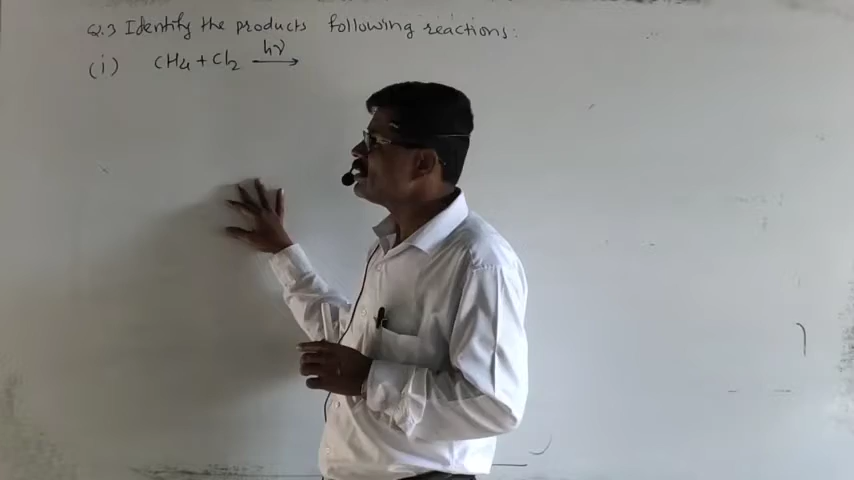 Q.3 Identify the products following reactions:
(i) CH4 + Cl2 hν →